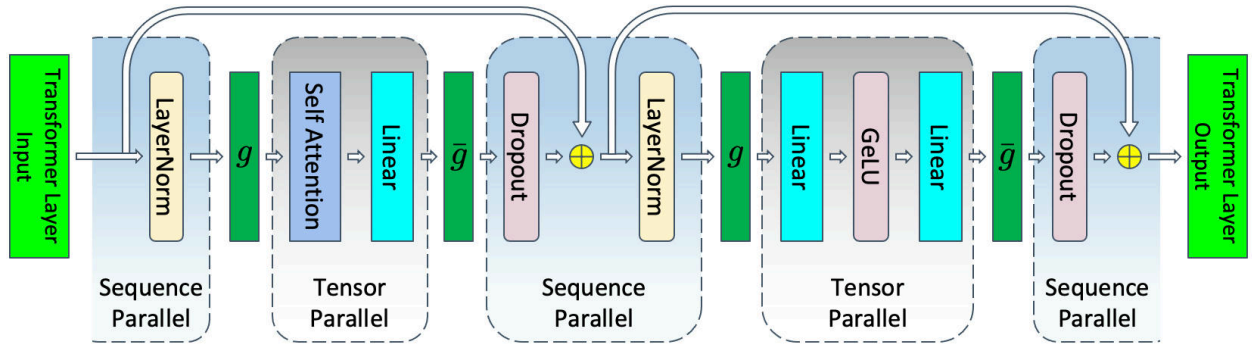 Transformer Layer
Input
LayerNorm
g
Self Attention
Linear
ḡ
Dropout
LayerNorm
g
Linear
GeLU
Linear
ḡ
Dropout
Transformer Layer
Output
Sequence
Parallel
Tensor
Parallel
Sequence
Parallel
Tensor
Parallel
Sequence
Parallel